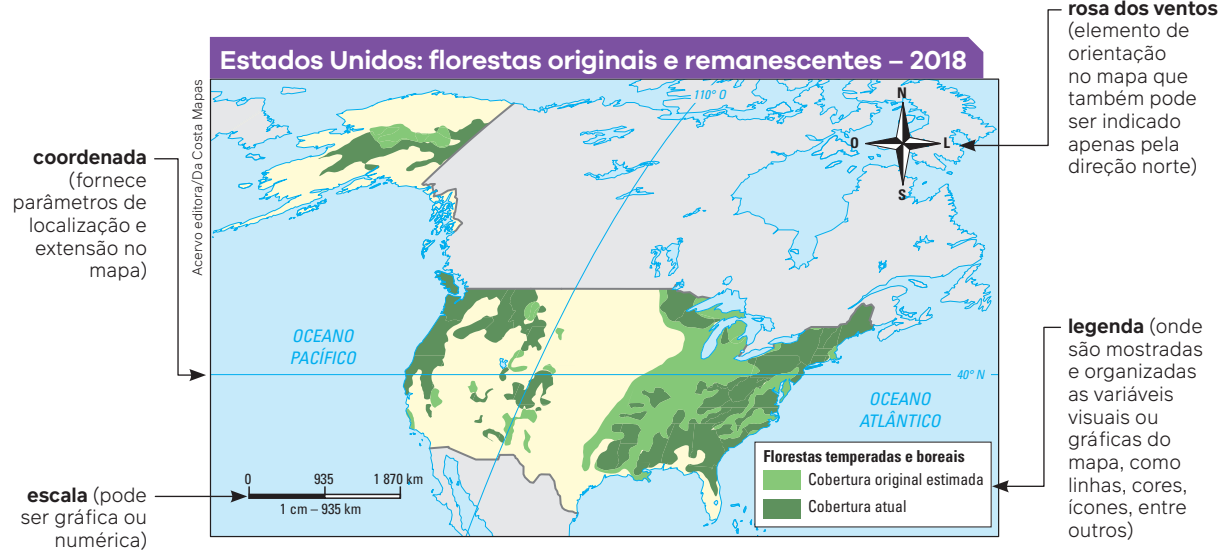 Estados Unidos: florestas originais e remanescentes – 2018
Acervo editora/Da Costa Mapas
coordenada
(fornece
parâmetros de
localização e
extensão no
mapa)
escala (pode
ser gráfica ou
numérica)
110° O
N
O
L
S
OCEANO
PACÍFICO
40° N
OCEANO
ATLÂNTICO
0 935 1 870 km
1 cm – 935 km
Florestas temperadas e boreais
Cobertura original estimada
Cobertura atual
rosa dos ventos
(elemento de
orientação
no mapa que
também pode
ser indicado
apenas pela
direção norte)
legenda (onde
são mostradas
e organizadas
as variáveis
visuais ou
gráficas do
mapa, como
linhas, cores,
ícones, entre
outros)